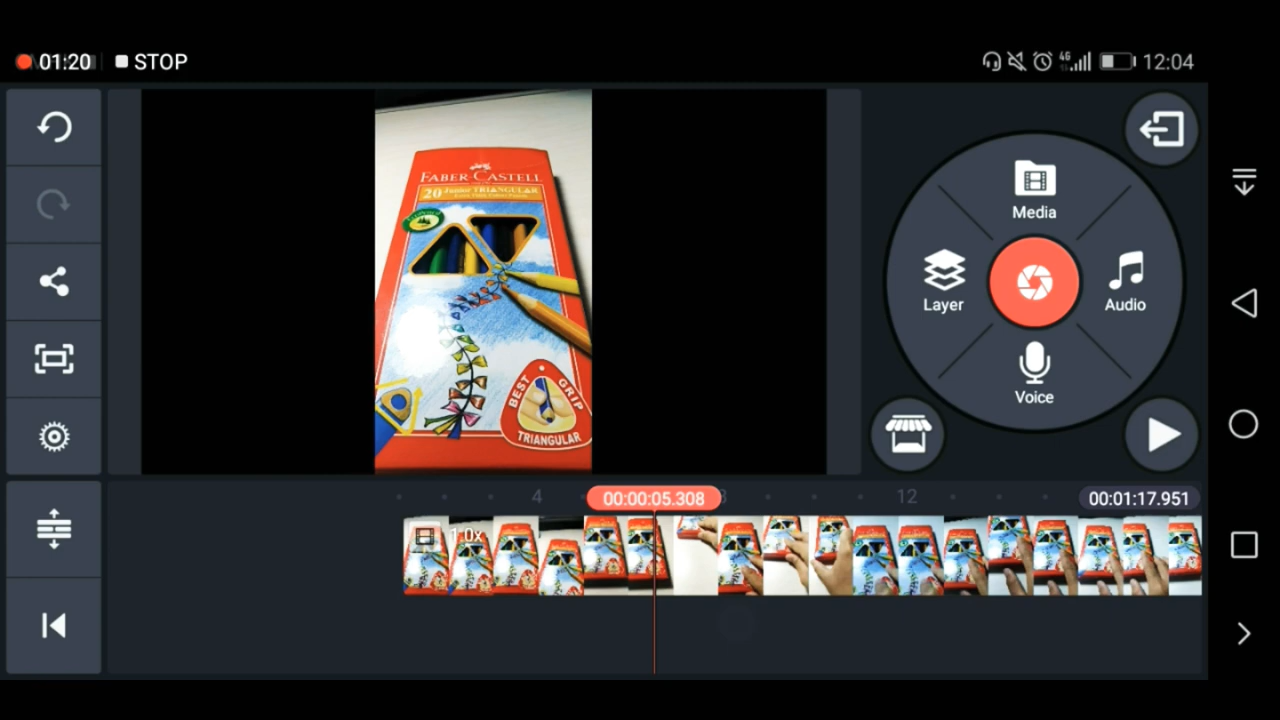 01:20 STOP
12:04
FABER-CASTELL
20 Junior TRIANGULAR
BEST GRIP
TRIANGULAR
Media
Layer
Audio
Voice
4
00:00:05.308
12
00:01:17.951
1.0x